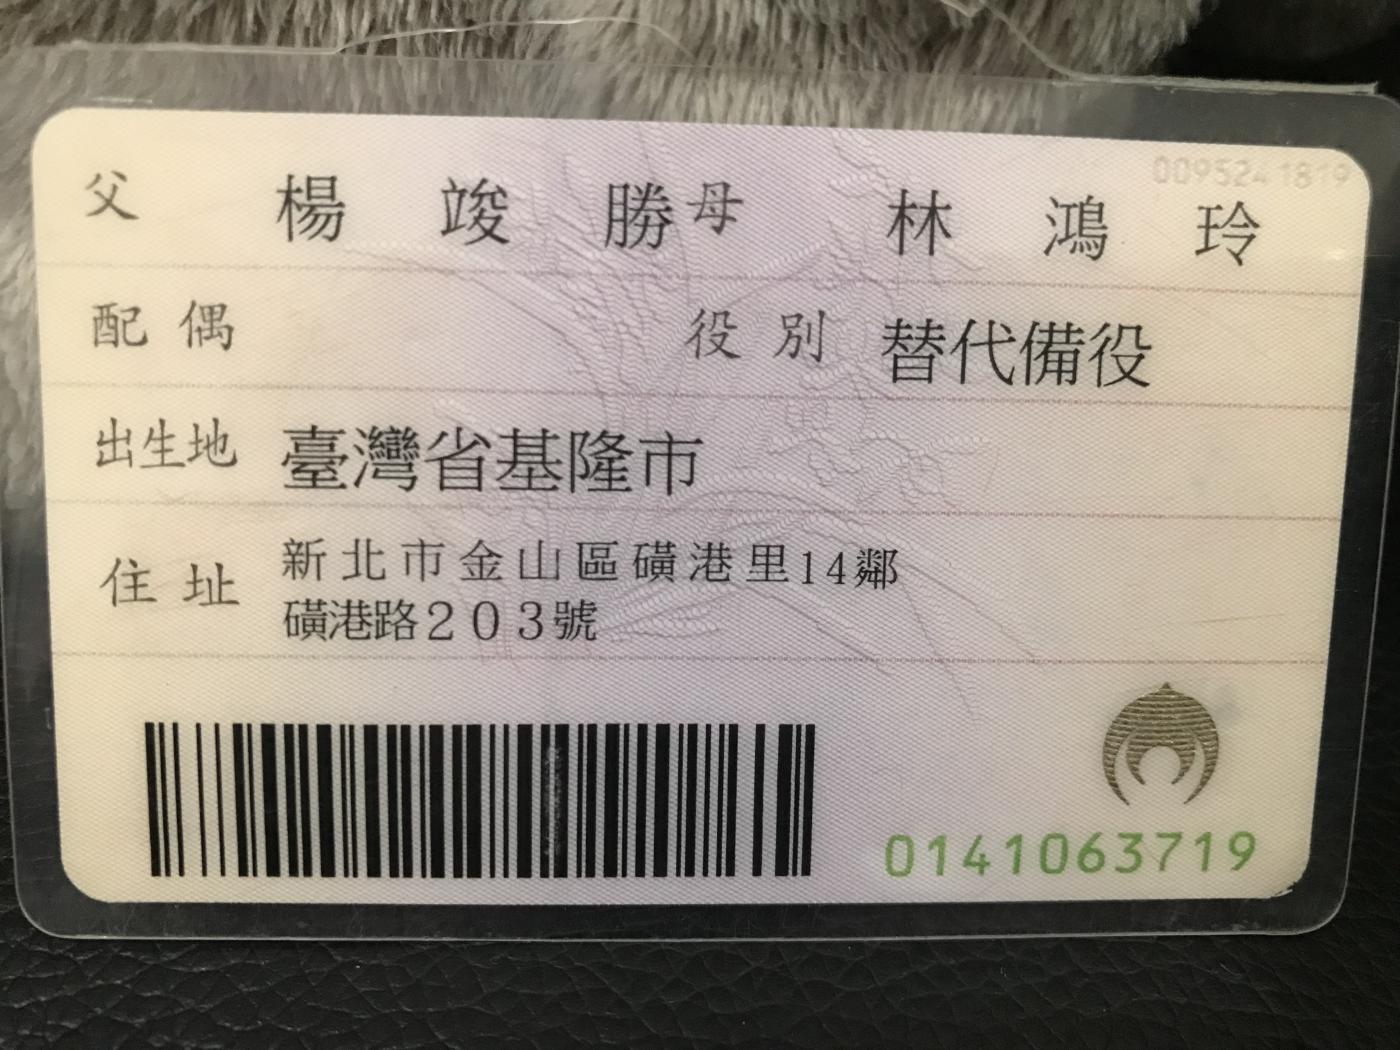 0095241819
父 楊竣勝 母 林鴻玲
配偶 役別 替代備役
出生地 臺灣省基隆市
住址 新北市金山區磺港里14鄰
磺港路203號
0141063719